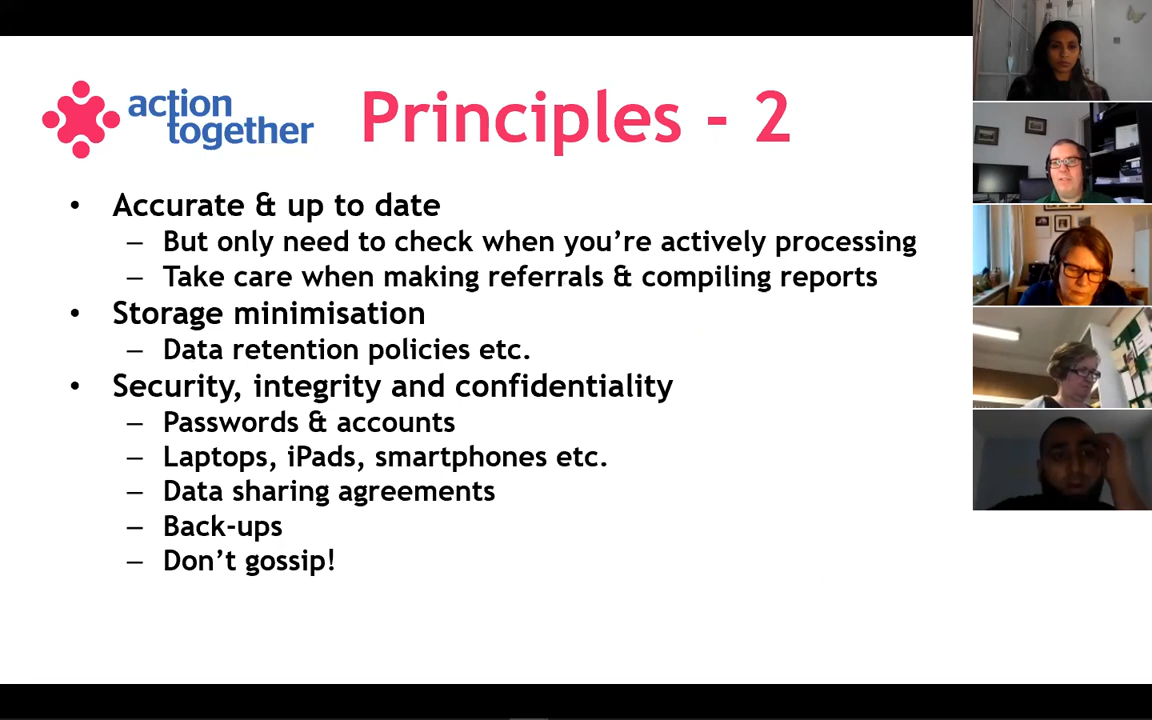 action
together
Principles - 2
• Accurate & up to date
– But only need to check when you’re actively processing
– Take care when making referrals & compiling reports
• Storage minimisation
– Data retention policies etc.
• Security, integrity and confidentiality
– Passwords & accounts
– Laptops, iPads, smartphones etc.
– Data sharing agreements
– Back-ups
– Don’t gossip!